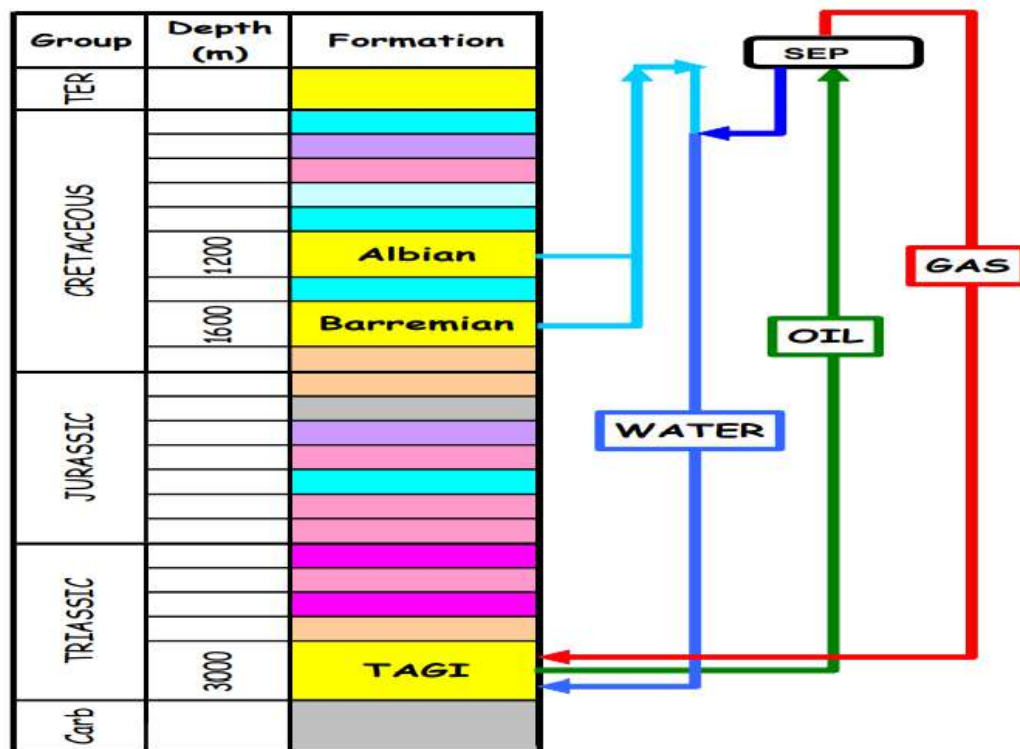 Group Depth (m) Formation
SEP
TER
CRETACEOUS
1200 Albian
GAS
1600 Barremian
OIL
WATER
JURASSIC
TRIASSIC
3000 TAGI
Carb